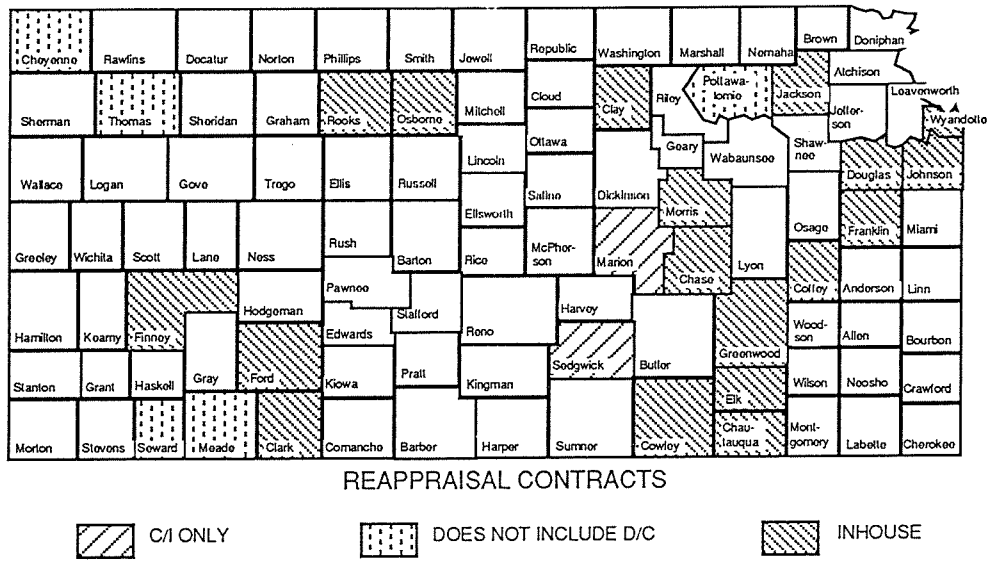 Cheyenne Rawlins Decatur Norton Phillips Smith Jewell Republic Washington Marshall Nemaha Brown Doniphan
Sherman Thomas Sheridan Graham Rooks Osborne Mitchell Cloud Clay Riley Pottawa-
tomie Jackson Atchison Leavenworth
Jeffer-
son Wyandotte
Ottawa
Lincoln Geary Wabaunsee Shaw-
nee
Wallace Logan Gove Trego Ellis Russell Saline Dickinson Douglas Johnson
Ellsworth Morris
Greeley Wichita Scott Lane Ness Rush Barton Rice McPher-
son Marion Chase Lyon Osage Franklin Miami
Pawnee Coffey Anderson Linn
Hamilton Kearny Finney Hodgeman Stafford Reno Harvey
Edwards Sedgwick Butler Greenwood Wood-
son Allen Bourbon
Stanton Grant Haskell Gray Ford Kiowa Pratt Kingman Elk Wilson Neosho Crawford
Morton Stevens Seward Meade Clark Comanche Barber Harper Sumner Cowley Chau-
tauqua Mont-
gomery Labette Cherokee
REAPPRAISAL CONTRACTS
C/I ONLY
DOES NOT INCLUDE D/C
INHOUSE